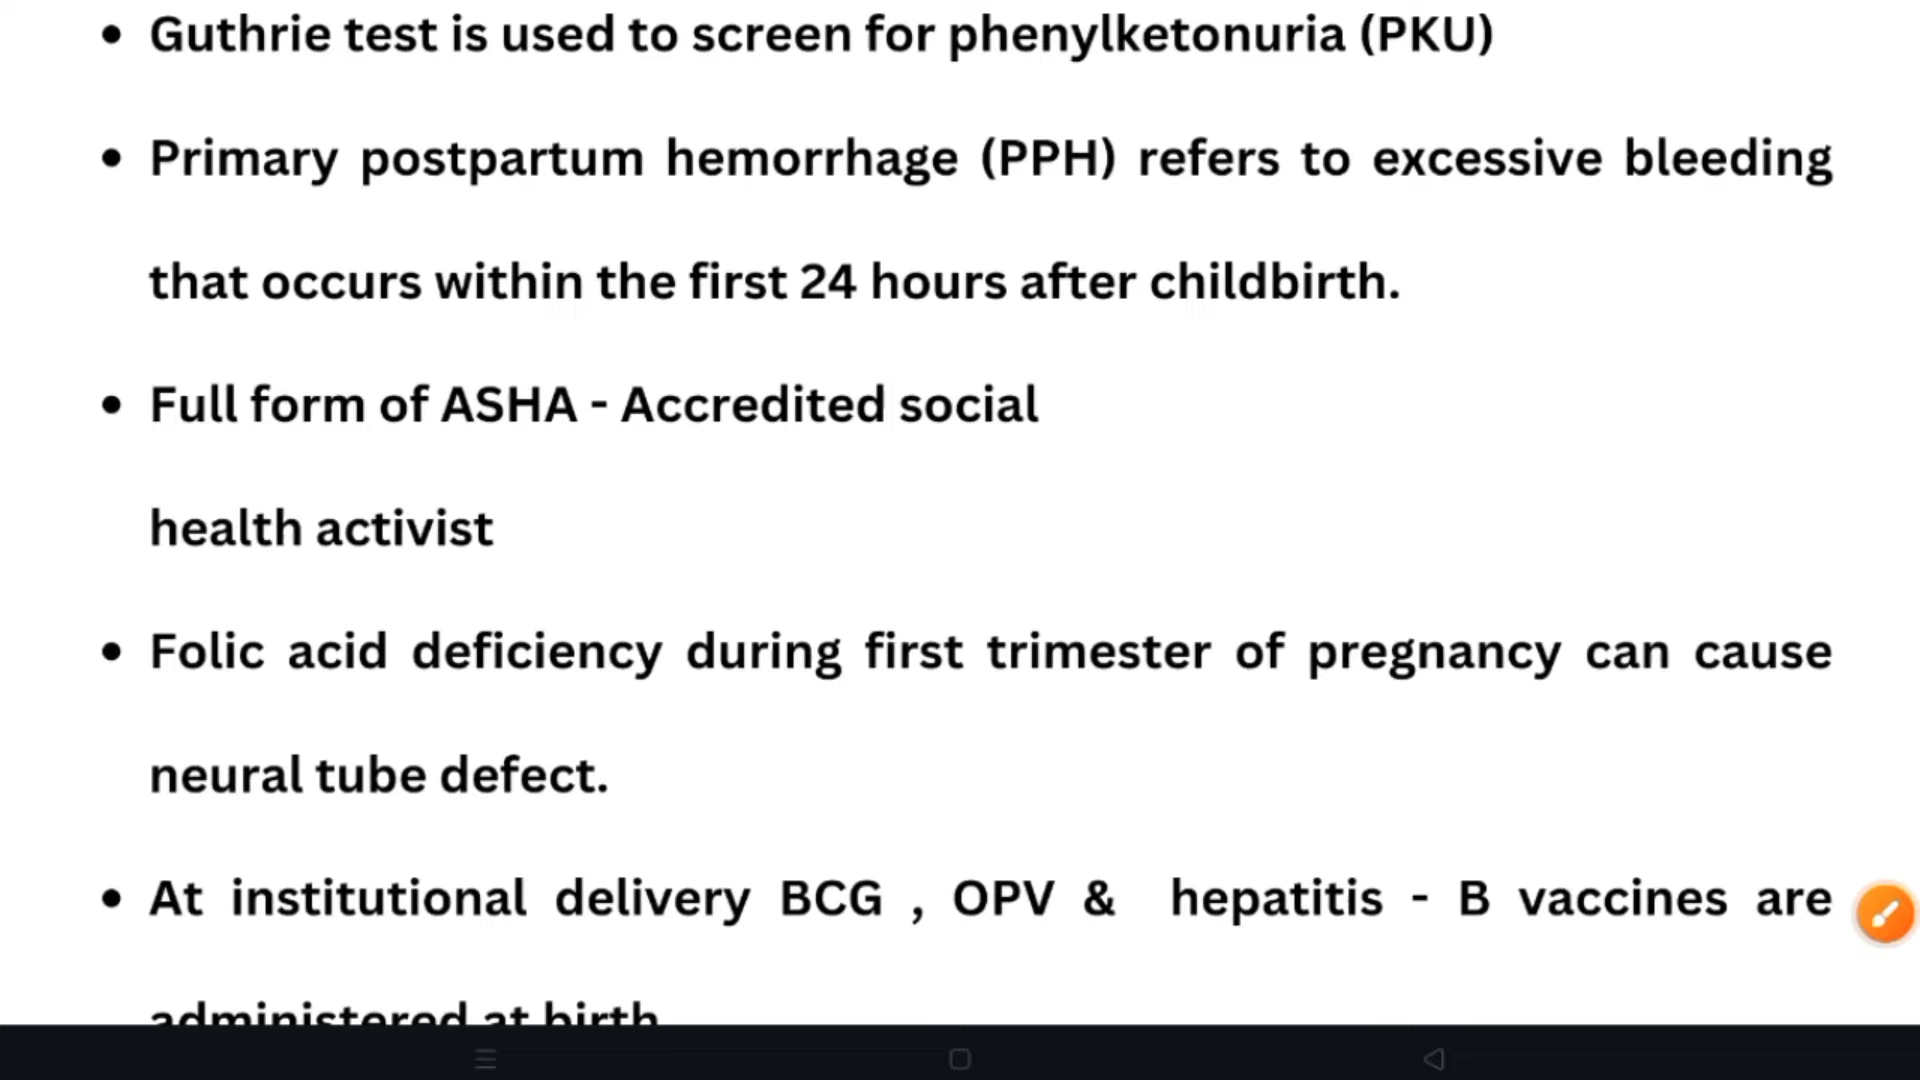 • Guthrie test is used to screen for phenylketonuria (PKU)
• Primary postpartum hemorrhage (PPH) refers to excessive bleeding
that occurs within the first 24 hours after childbirth.
• Full form of ASHA - Accredited social
health activist
• Folic acid deficiency during first trimester of pregnancy can cause
neural tube defect.
• At institutional delivery BCG , OPV & hepatitis - B vaccines are
administered at birth